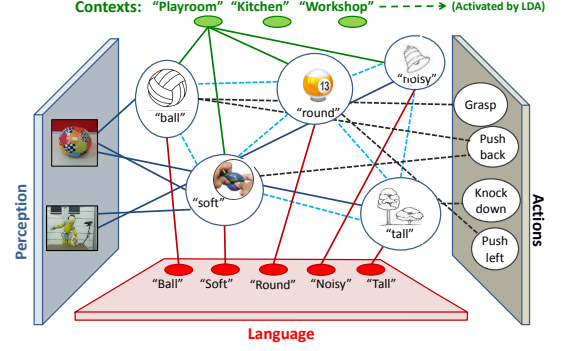 Contexts: “Playroom” “Kitchen” “Workshop” (Activated by LDA)
“noisy”
13
“ball”
“round”
“soft”
“tall”
Grasp
Push
back
Knock
down
Push
left
Perception
Actions
“Ball” “Soft” “Round” “Noisy” “Tall”
Language